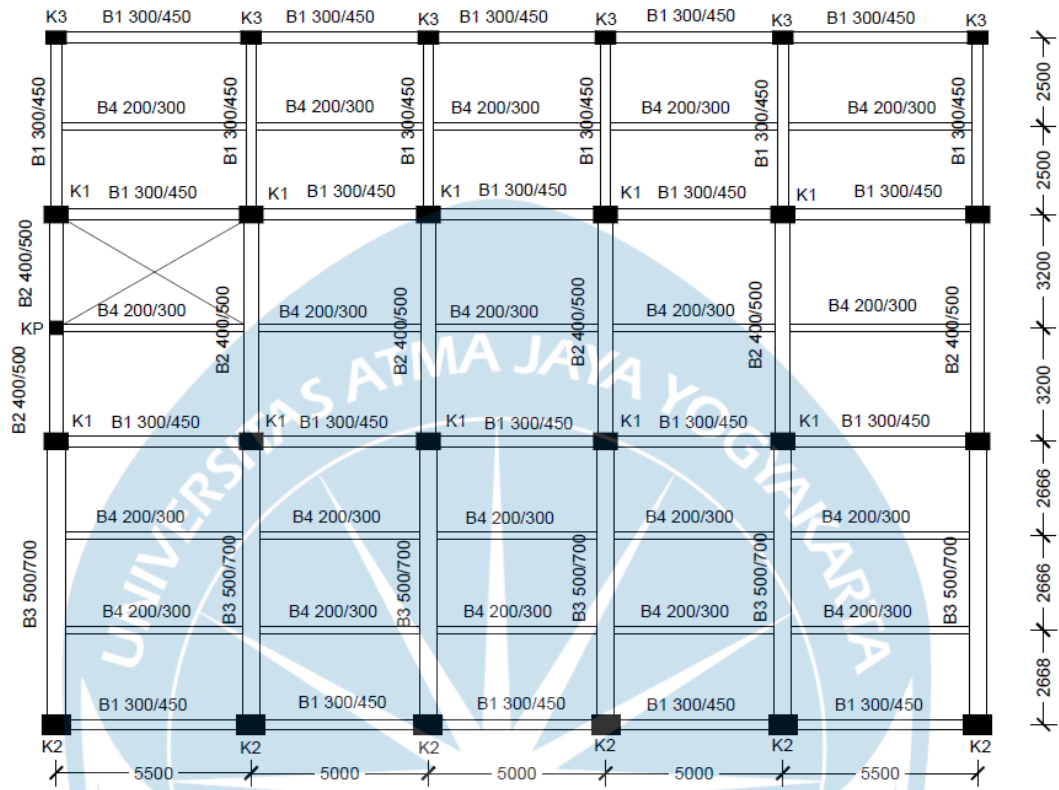 K3 B1 300/450 K3 B1 300/450 K3 B1 300/450 K3 B1 300/450 K3 B1 300/450 K3
B1 300/450 B1 300/450 B1 300/450 B1 300/450 B1 300/450 B1 300/450
B4 200/300 B4 200/300 B4 200/300 B4 200/300 B4 200/300
2500
2500
K1 B1 300/450 K1 B1 300/450 K1 B1 300/450 K1 B1 300/450 K1 B1 300/450
B2 400/500
B4 200/300 B4 200/300 B4 200/300 B4 200/300 B4 200/300
KP
B2 400/500 B2 400/500 B2 400/500 B2 400/500 B2 400/500 B2 400/500
3200
3200
K1 B1 300/450 K1 B1 300/450 K1 B1 300/450 K1 B1 300/450 K1 B1 300/450
B4 200/300 B4 200/300 B4 200/300 B4 200/300 B4 200/300
B3 500/700 B3 500/700 B3 500/700 B3 500/700 B3 500/700 B3 500/700
B4 200/300 B4 200/300 B4 200/300 B4 200/300 B4 200/300
2666
2666
2668
B1 300/450 B1 300/450 B1 300/450 B1 300/450 B1 300/450
K2 K2 K2 K2 K2 K2
5500 5000 5000 5000 5500
UNIVERSITAS ATMA JAYA YOGYAKARTA